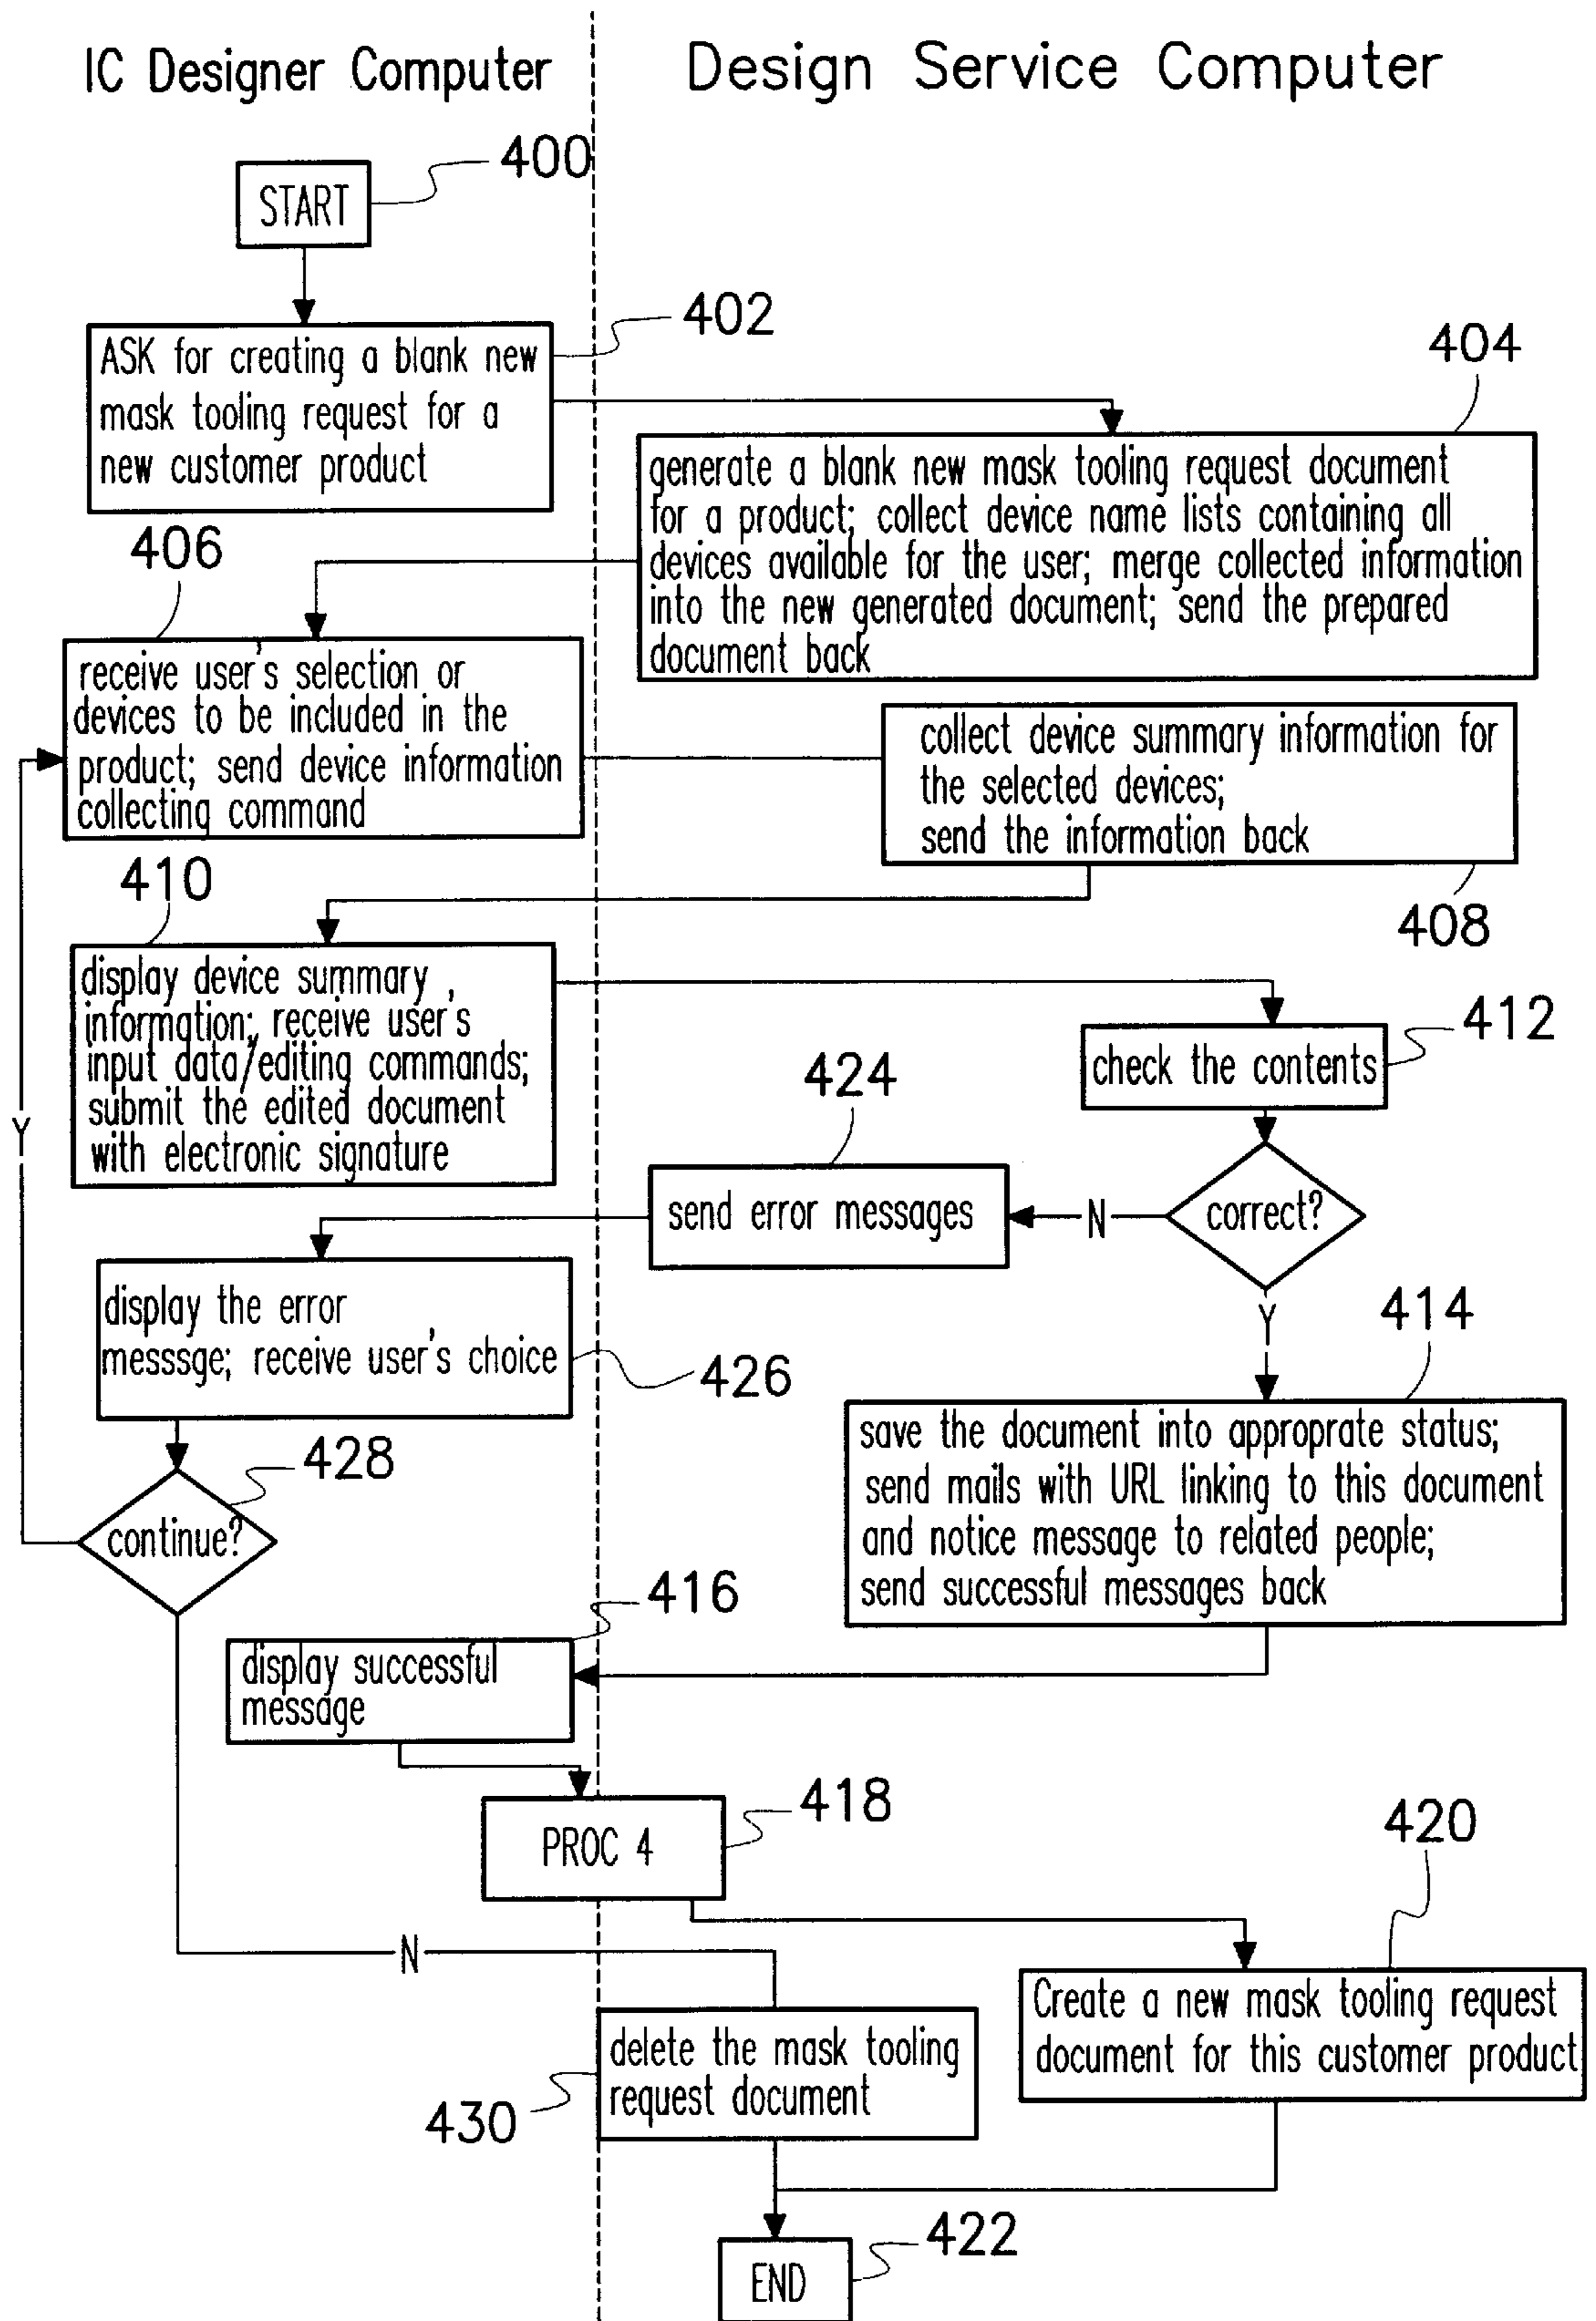 IC Designer Computer
Design Service Computer
400
START
402
ASK for creating a blank new
mask tooling request for a
new customer product
404
generate a blank new mask tooling request document
for a product; collect device name lists containing all
devices available for the user; merge collected information
into the new generated document; send the prepared
document back
406
receive user's selection or
devices to be included in the
product; send device information
collecting command
collect device summary information for
the selected devices;
send the information back
408
410
display device summary
information; receive user's
input data/editing commands;
submit the edited document
with electronic signature
412
check the contents
Y
424
send error messages
N
correct?
Y
display the error
messsge; receive user's choice
426
414
save the document into approprate status;
send mails with URL linking to this document
and notice message to related people;
send successful messages back
428
continue?
416
display successful
message
418
PROC 4
420
N
Create a new mask tooling request
document for this customer product
delete the mask tooling
request document
430
422
END